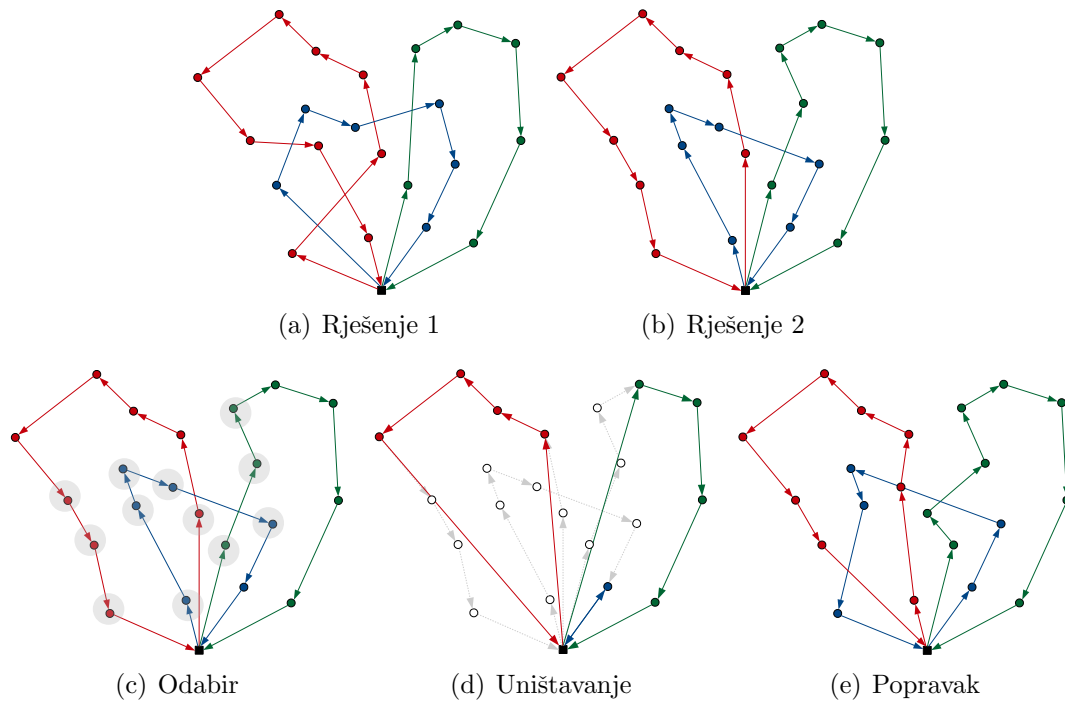 (a) Rješenje 1
(b) Rješenje 2
(c) Odabir
(d) Uništavanje
(e) Popravak